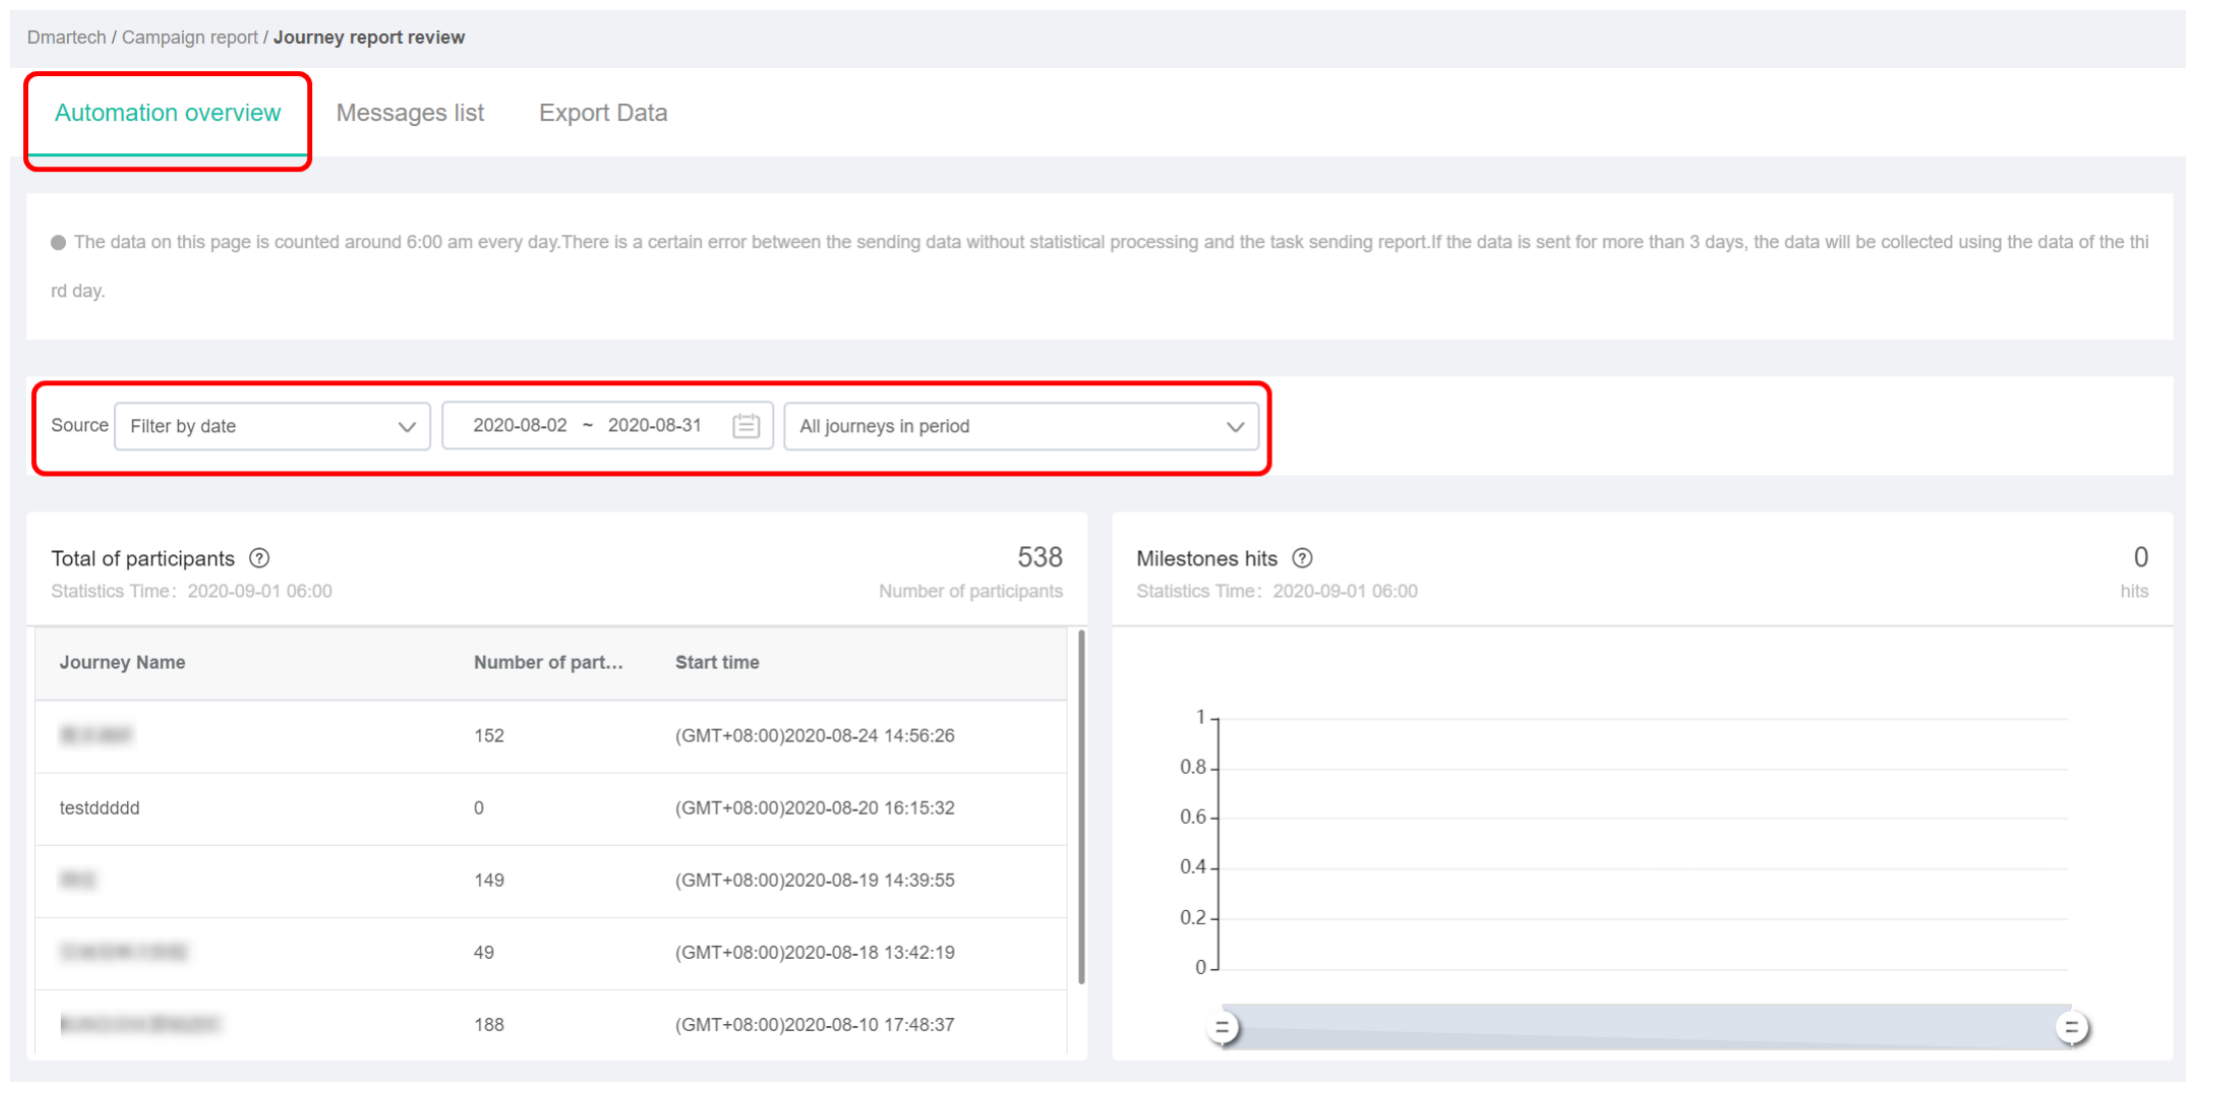 Dmartech / Campaign report / Journey report review
Automation overview Messages list Export Data
The data on this page is counted around 6:00 am every day.There is a certain error between the sending data without statistical processing and the task sending report.If the data is sent for more than 3 days, the data will be collected using the data of the thi
rd day.
Source Filter by date 2020-08-02 ~ 2020-08-31 All journeys in period
Total of participants ? 538
Statistics Time: 2020-09-01 06:00 Number of participants
Journey Name Number of part... Start time
152 (GMT+08:00)2020-08-24 14:56:26
testddddd 0 (GMT+08:00)2020-08-20 16:15:32
149 (GMT+08:00)2020-08-19 14:39:55
49 (GMT+08:00)2020-08-18 13:42:19
188 (GMT+08:00)2020-08-10 17:48:37
Milestones hits ? 0
Statistics Time: 2020-09-01 06:00 hits
1
0.8
0.6
0.4
0.2
0